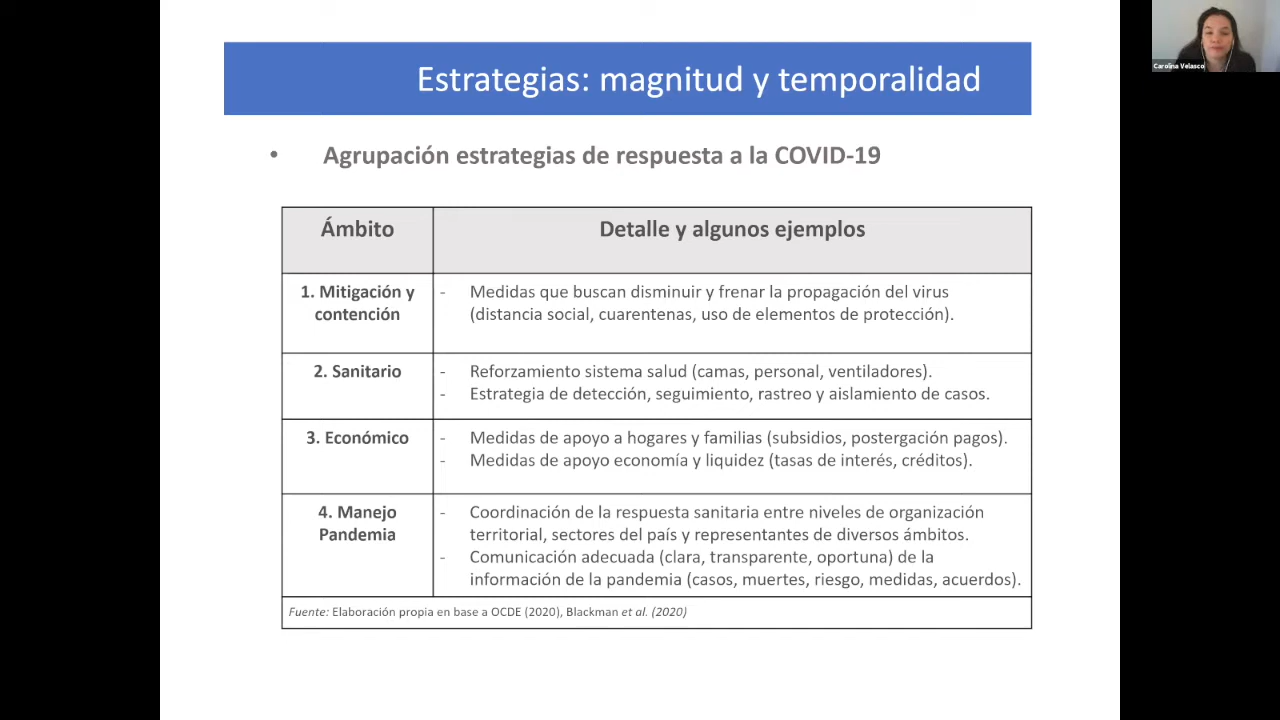 Estrategias: magnitud y temporalidad
Carolina Velasco
• Agrupación estrategias de respuesta a la COVID-19
Ámbito
Detalle y algunos ejemplos
1. Mitigación y
contención
- Medidas que buscan disminuir y frenar la propagación del virus
(distancia social, cuarentenas, uso de elementos de protección).
2. Sanitario
- Reforzamiento sistema salud (camas, personal, ventiladores).
- Estrategia de detección, seguimiento, rastreo y aislamiento de casos.
3. Económico
- Medidas de apoyo a hogares y familias (subsidios, postergación pagos).
- Medidas de apoyo economía y liquidez (tasas de interés, créditos).
4. Manejo
Pandemia
- Coordinación de la respuesta sanitaria entre niveles de organización
territorial, sectores del país y representantes de diversos ámbitos.
- Comunicación adecuada (clara, transparente, oportuna) de la
información de la pandemia (casos, muertes, riesgo, medidas, acuerdos).
Fuente: Elaboración propia en base a OCDE (2020), Blackman et al. (2020)